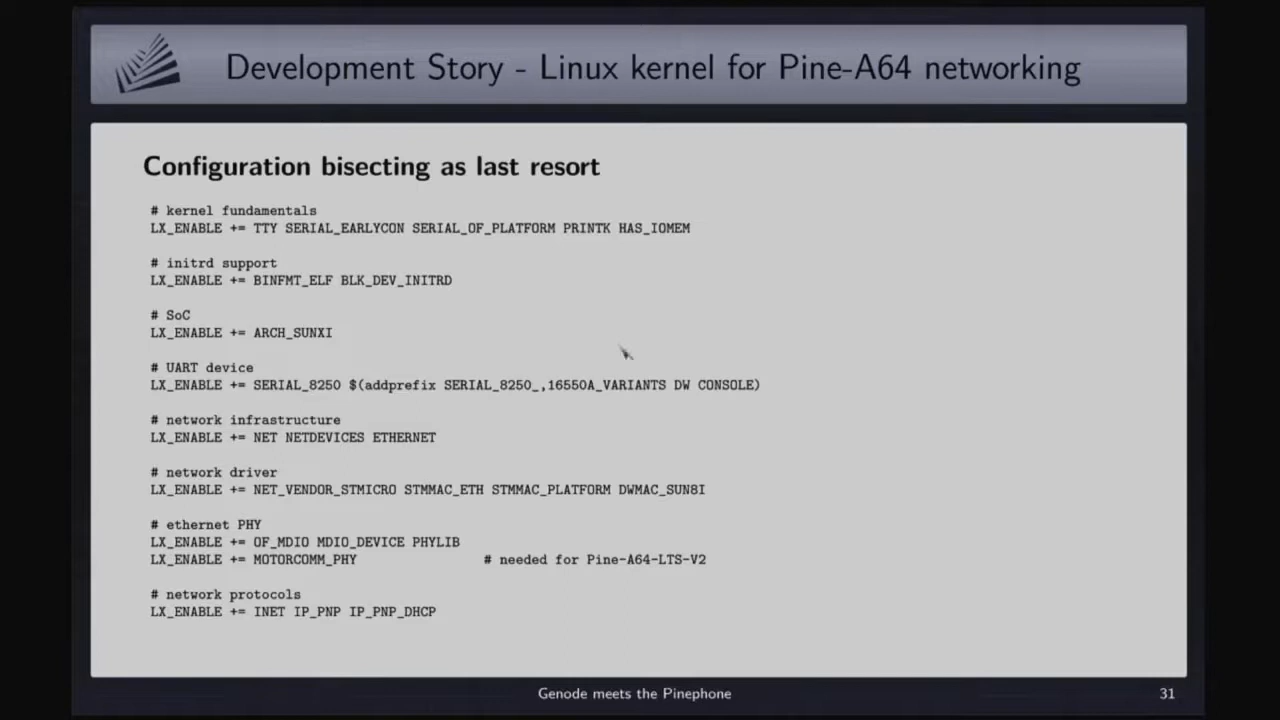 Development Story - Linux kernel for Pine-A64 networking
Configuration bisecting as last resort
# kernel fundamentals
LX_ENABLE += TTY SERIAL_EARLYCON SERIAL_OF_PLATFORM PRINTK HAS_IOMEM
# initrd support
LX_ENABLE += BINFMT_ELF BLK_DEV_INITRD
# SoC
LX_ENABLE += ARCH_SUNXI
# UART device
LX_ENABLE += SERIAL_8250 $(addprefix SERIAL_8250_,16550A_VARIANTS DW CONSOLE)
# network infrastructure
LX_ENABLE += NET NETDEVICES ETHERNET
# network driver
LX_ENABLE += NET_VENDOR_STMICRO STMMAC_ETH STMMAC_PLATFORM DWMAC_SUN8I
# ethernet PHY
LX_ENABLE += OF_MDIO MDIO_DEVICE PHYLIB
LX_ENABLE += MOTORCOMM_PHY # needed for Pine-A64-LTS-V2
# network protocols
LX_ENABLE += INET IP_PNP IP_PNP_DHCP
Genode meets the Pinephone 31